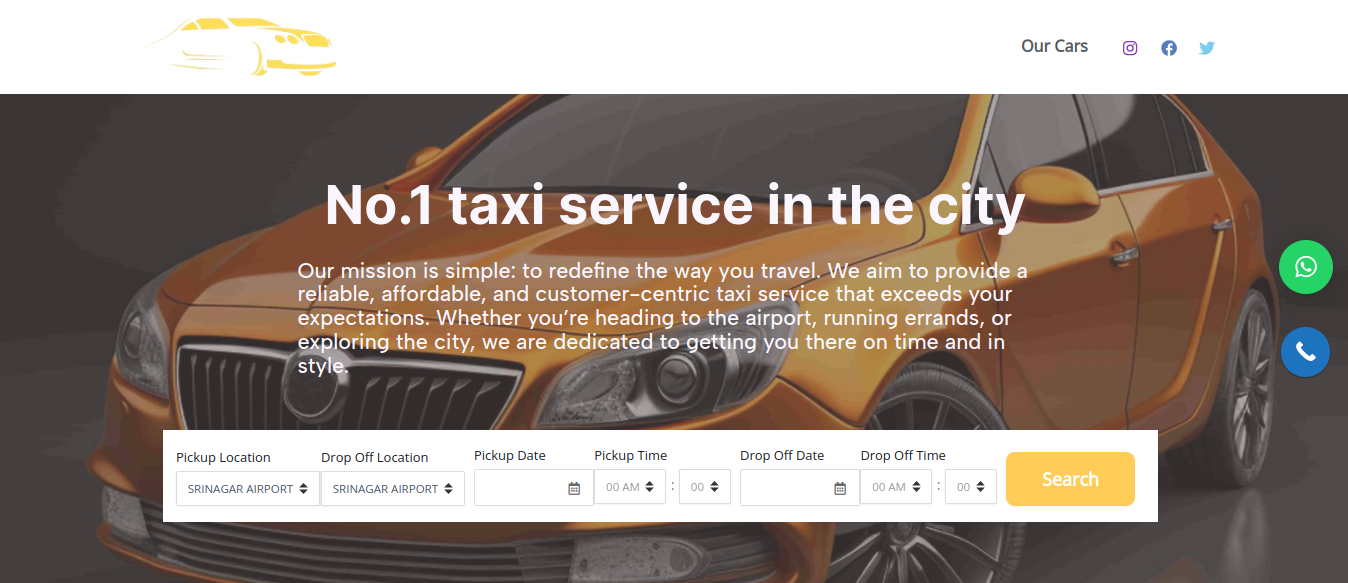 Our Cars
No.1 taxi service in the city
Our mission is simple: to redefine the way you travel. We aim to provide a
reliable, affordable, and customer-centric taxi service that exceeds your
expectations. Whether you’re heading to the airport, running errands, or
exploring the city, we are dedicated to getting you there on time and in
style.
Pickup Location Drop Off Location Pickup Date Pickup Time Drop Off Date Drop Off Time
SRINAGAR AIRPORT SRINAGAR AIRPORT 00 AM : 00 00 AM : 00 Search